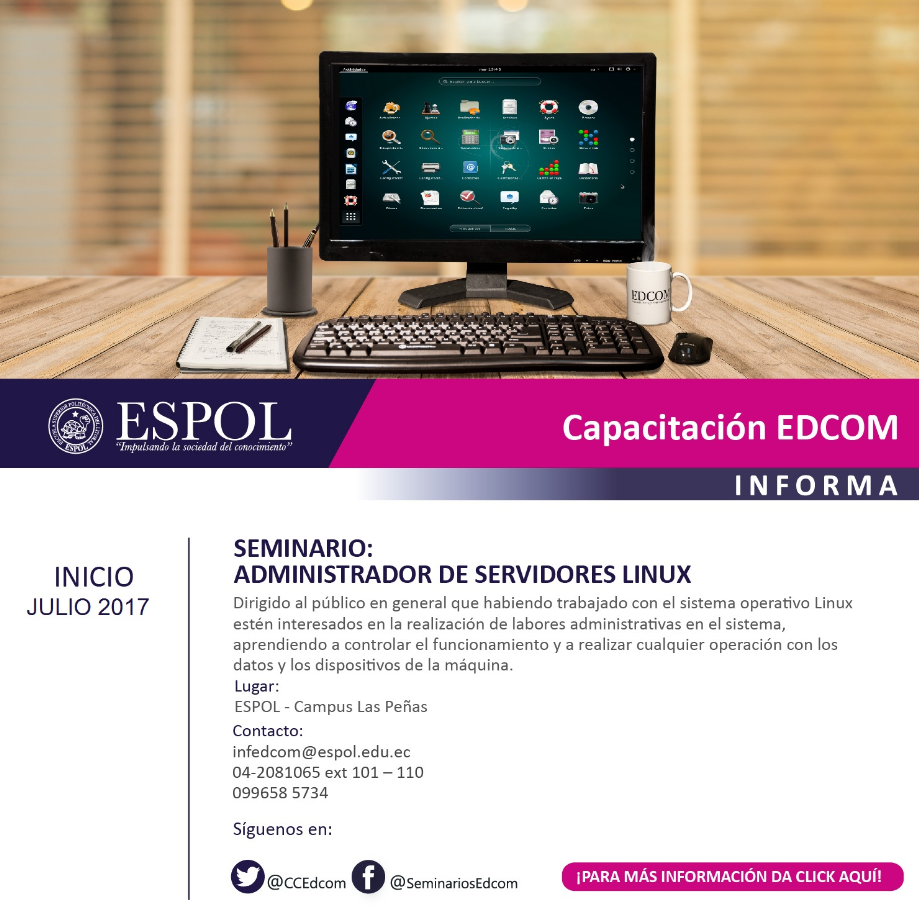 EDCOM
ESPOL
"Impulsando la sociedad del conocimiento"
Capacitación EDCOM
INFORMA
INICIO
JULIO 2017
SEMINARIO:
ADMINISTRADOR DE SERVIDORES LINUX
Dirigido al público en general que habiendo trabajado con el sistema operativo Linux
estén interesados en la realización de labores administrativas en el sistema,
aprendiendo a controlar el funcionamiento y a realizar cualquier operación con los
datos y los dispositivos de la máquina.
Lugar:
ESPOL - Campus Las Peñas
Contacto:
infedcom@espol.edu.ec
04-2081065 ext 101 – 110
099658 5734
Síguenos en:
@CCEdcom @SeminariosEdcom
¡PARA MÁS INFORMACIÓN DA CLICK AQUÍ!